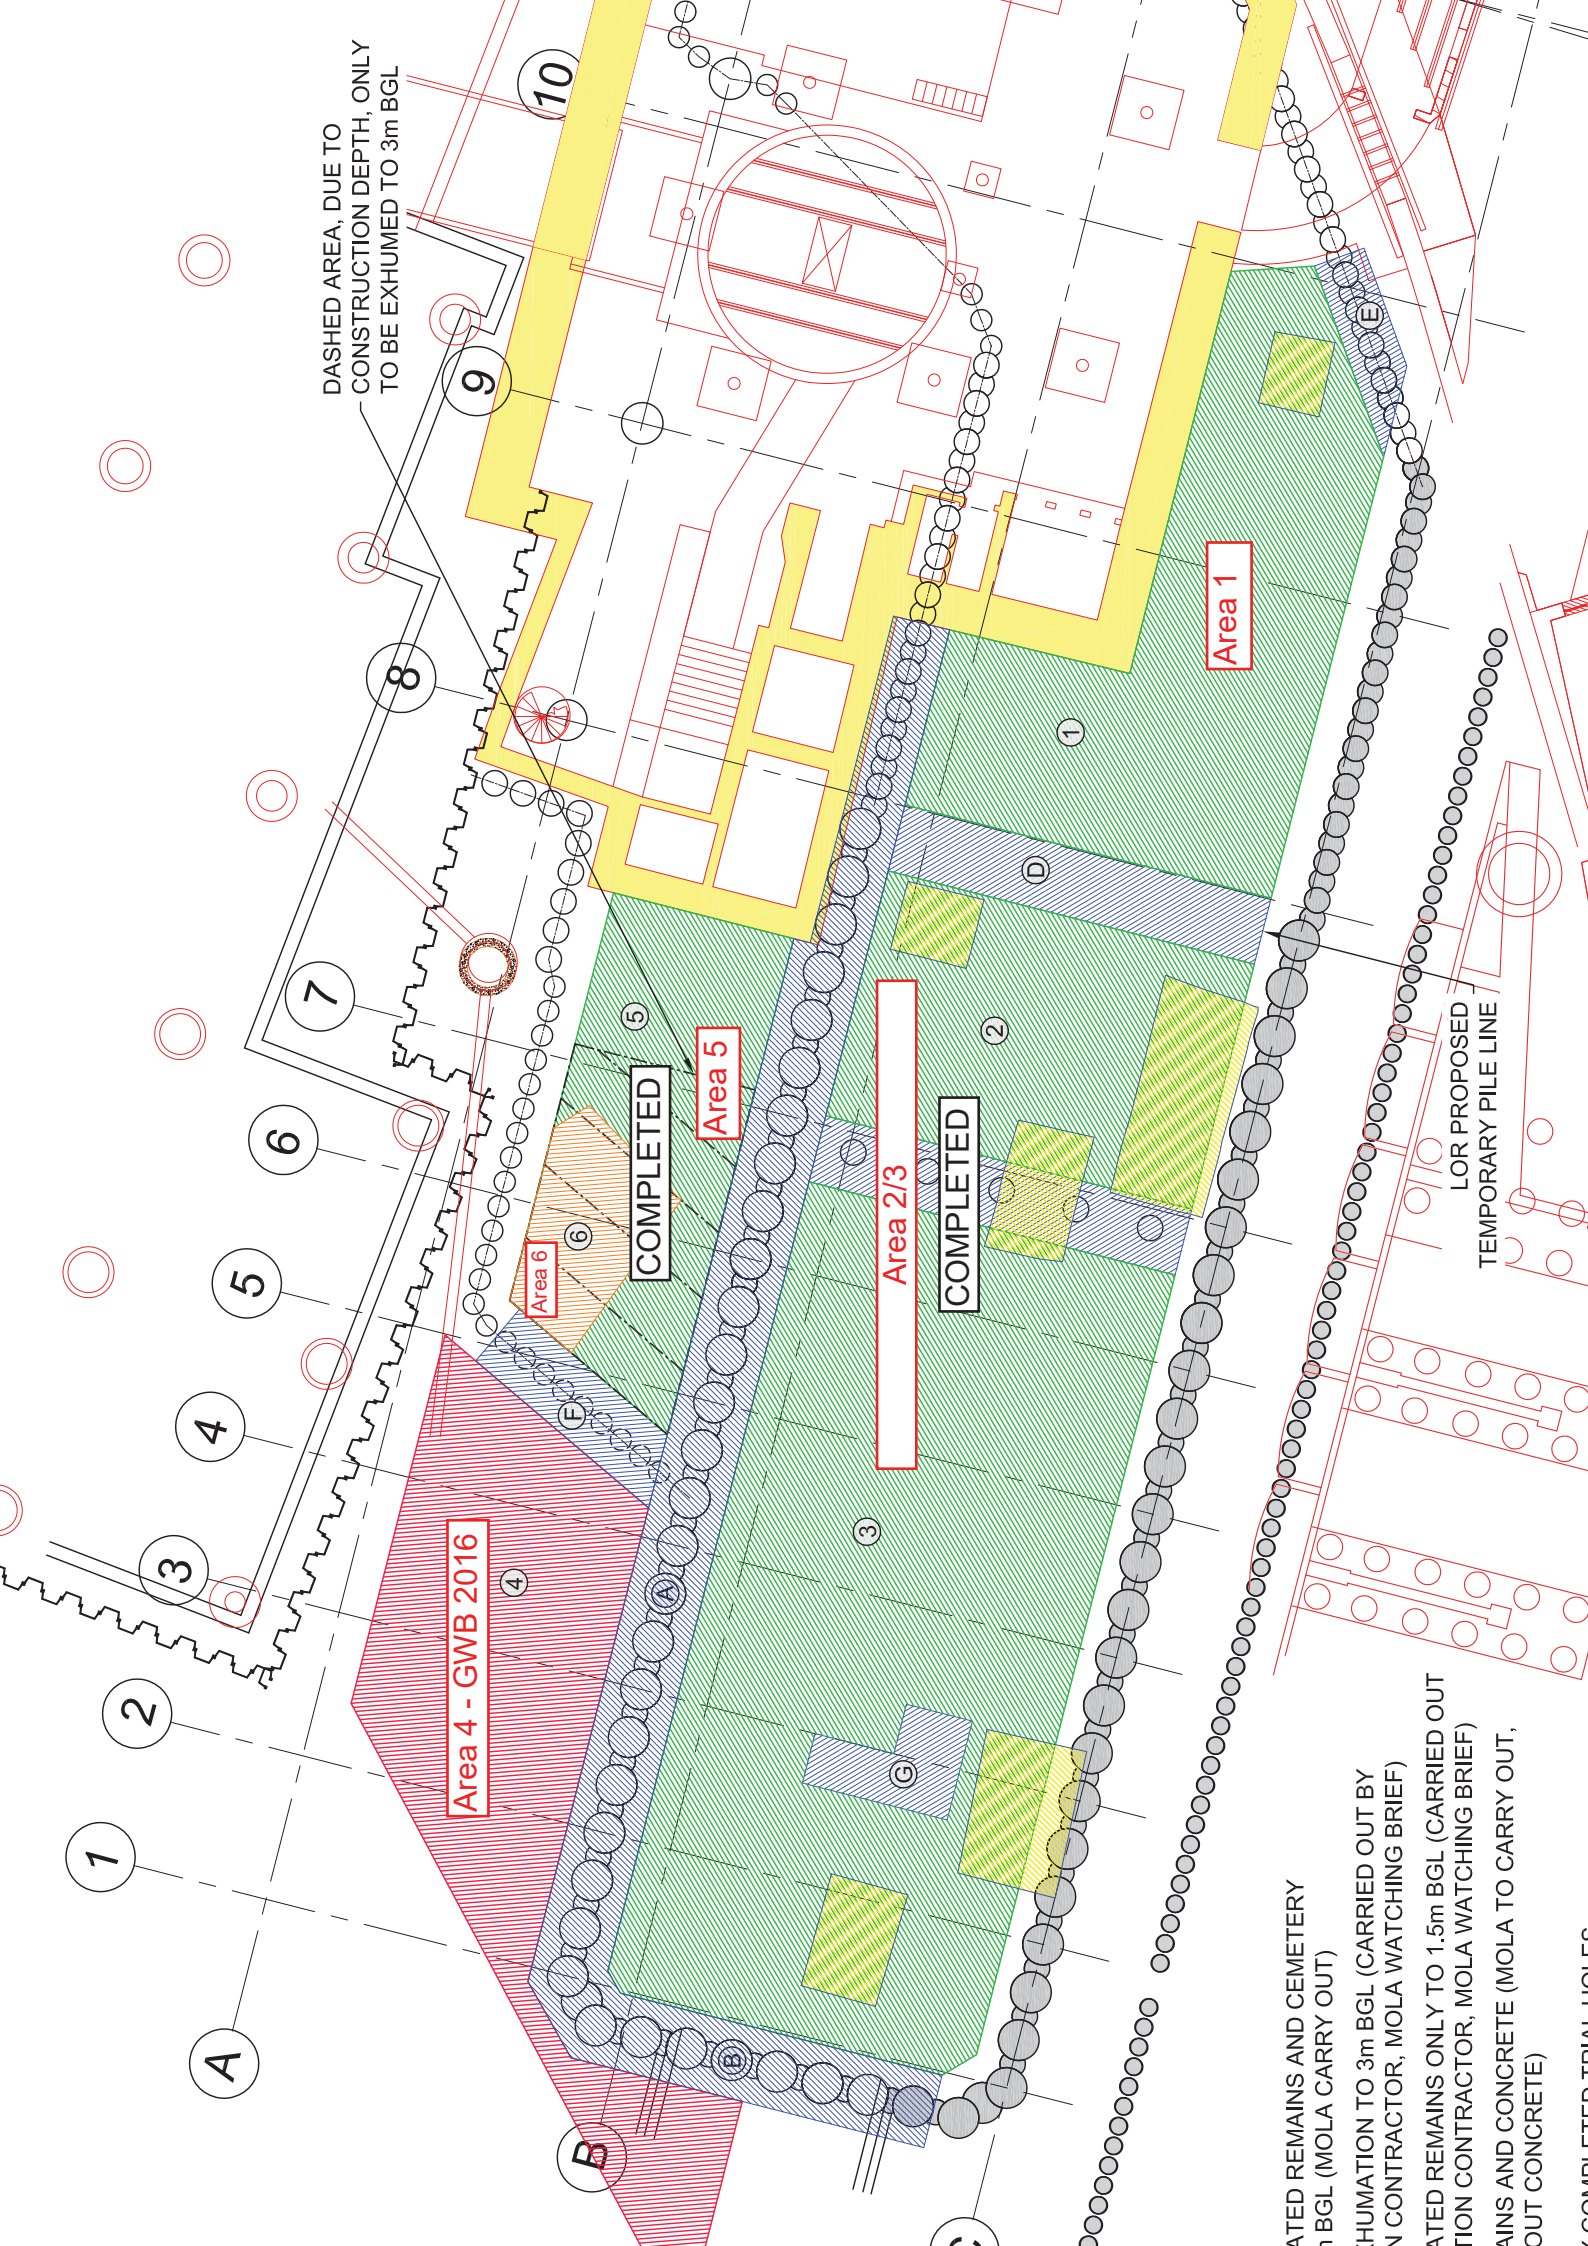 DASHED AREA, DUE TO
CONSTRUCTION DEPTH, ONLY
TO BE EXHUMED TO 3m BGL
10
9
8
7
6
5
4
3
2
1
A
B
Area 1
Area 2/3
COMPLETED
Area 5
COMPLETED
Area 6
Area 4 - GWB 2016
1
2
3
4
5
6
A
B
D
E
F
G
LOR PROPOSED
TEMPORARY PILE LINE
ATED REMAINS AND CEMETERY
BGL (MOLA CARRY OUT)
HUMATION TO 3m BGL (CARRIED OUT BY
N CONTRACTOR, MOLA WATCHING BRIEF)
ATED REMAINS ONLY TO 1.5m BGL (CARRIED OUT
TION CONTRACTOR, MOLA WATCHING BRIEF)
AINS AND CONCRETE (MOLA TO CARRY OUT,
OUT CONCRETE)